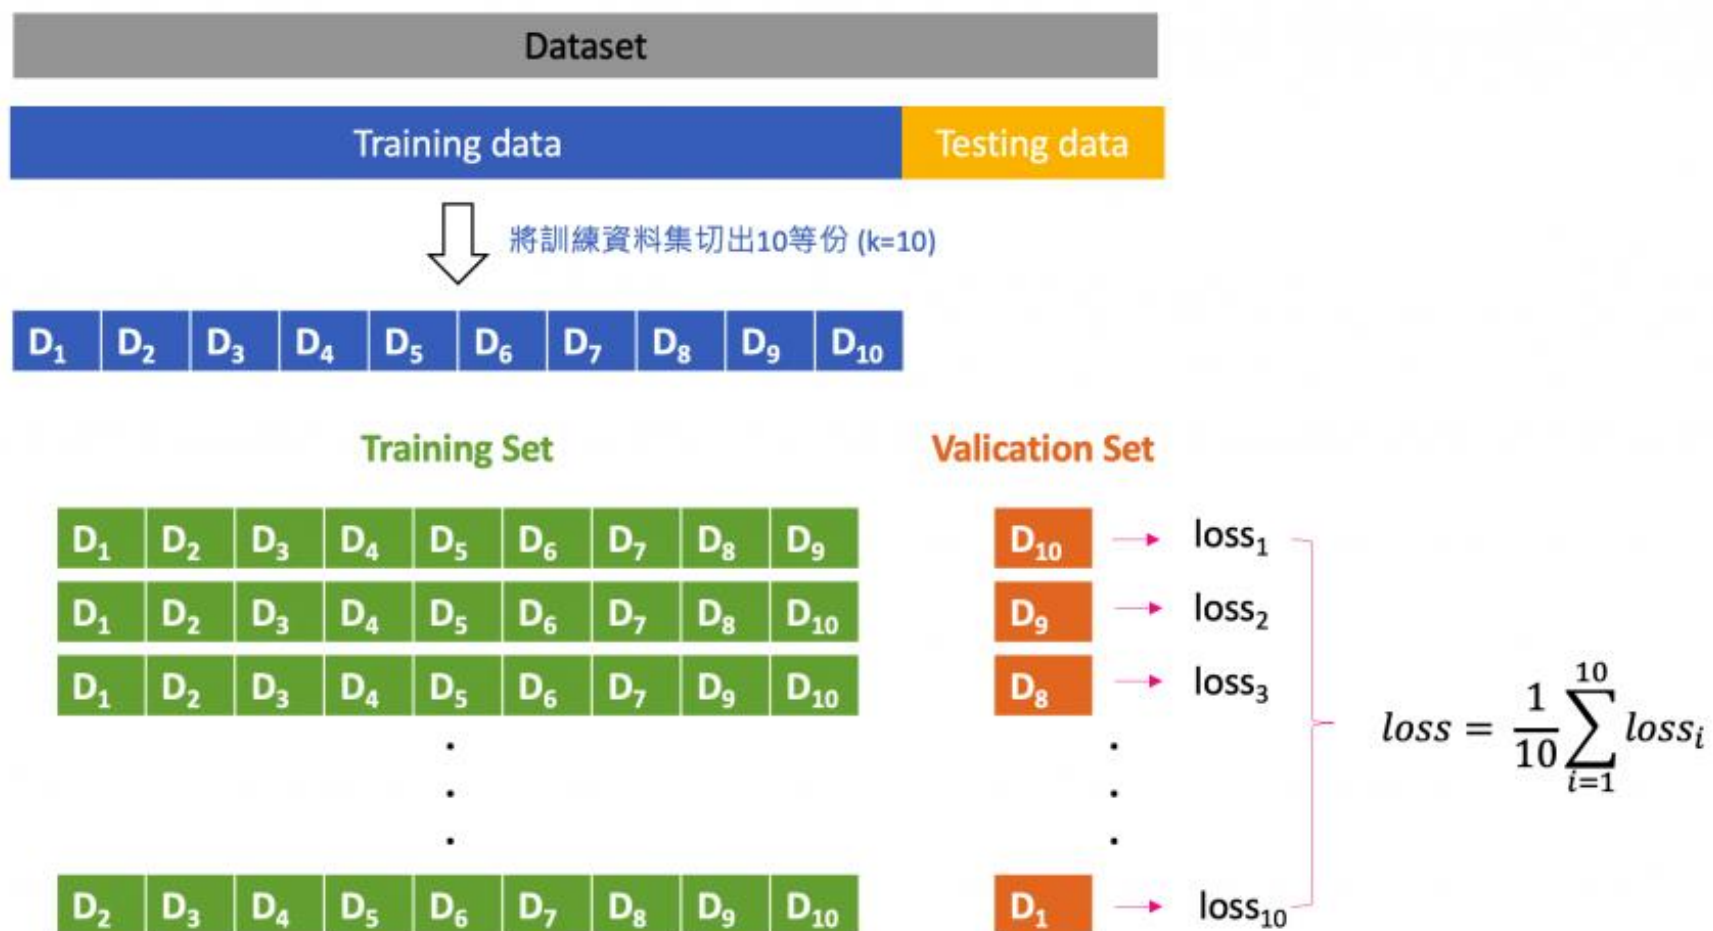 Dataset
Training data Testing data
將訓練資料集切出10等份 (k=10)
D₁ D₂ D₃ D₄ D₅ D₆ D₇ D₈ D₉ D₁₀
Training Set Valication Set
D₁ D₂ D₃ D₄ D₅ D₆ D₇ D₈ D₉ D₁₀ loss₁
D₁ D₂ D₃ D₄ D₅ D₆ D₇ D₈ D₁₀ D₉ loss₂
D₁ D₂ D₃ D₄ D₅ D₆ D₇ D₉ D₁₀ D₈ loss₃
loss = 1/10 ∑_{i=1}^{10} lossᵢ
D₂ D₃ D₄ D₅ D₆ D₇ D₈ D₉ D₁₀ D₁ loss₁₀